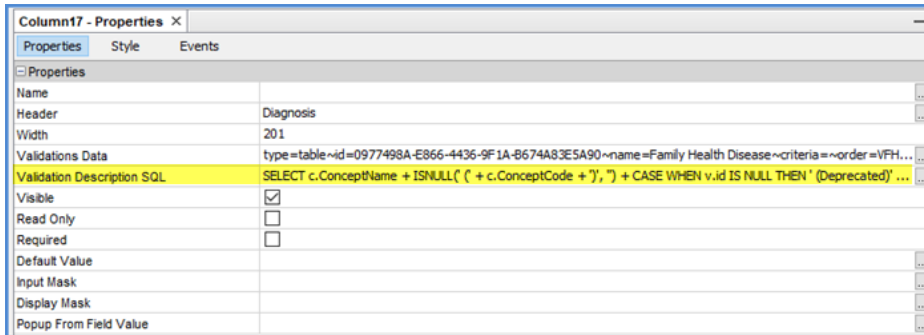 Column17 - Properties ×
Properties Style Events
Properties
Name ...
Header Diagnosis ...
Width 201
Validations Data type=table~id=0977498A-E866-4436-9F1A-B674A83E5A90~name=Family Health Disease~criteria=~order=VFH... ...
Validation Description SQL SELECT c.ConceptName + ISNULL(' (' + c.ConceptCode + ')', '') + CASE WHEN v.id IS NULL THEN ' (Deprecated)' ... ...
Visible
Read Only
Required
Default Value ...
Input Mask ...
Display Mask ...
Popup From Field Value ...